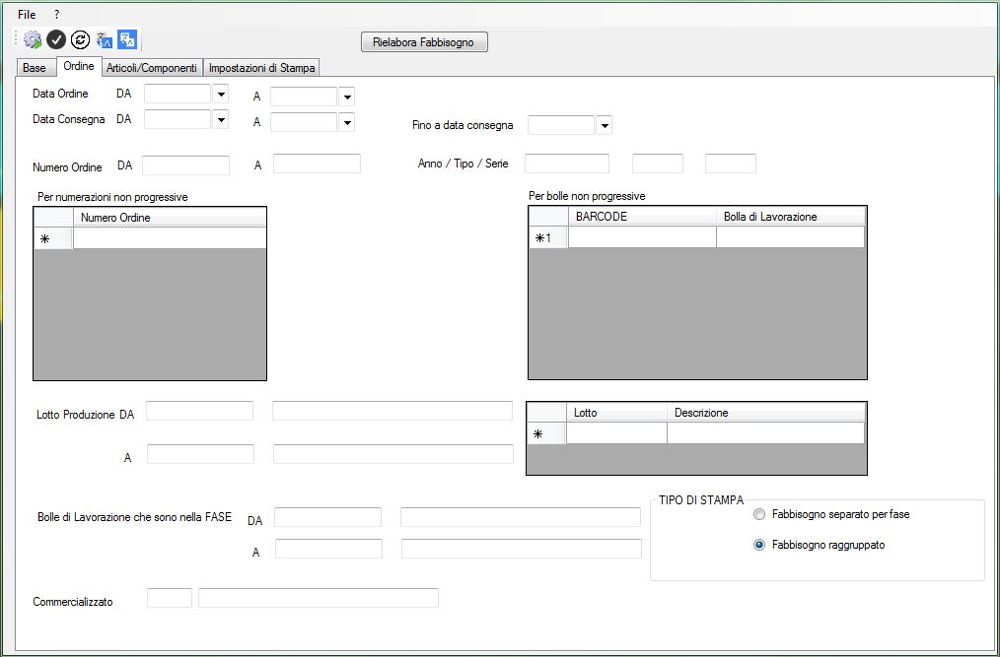 File ?
Rielabora Fabbisogno
Base Ordine Articoli/Componenti Impostazioni di Stampa
Data Ordine DA A
Data Consegna DA A
Fino a data consegna
Numero Ordine DA A
Anno / Tipo / Serie
Per numerazioni non progressive
Numero Ordine
*
Per bolle non progressive
BARCODE Bolla di Lavorazione
*1
Lotto Produzione DA
A
Lotto Descrizione
*
Bolle di Lavorazione che sono nella FASE DA
A
TIPO DI STAMPA
Fabbisogno separato per fase
Fabbisogno raggruppato
Commercializzato